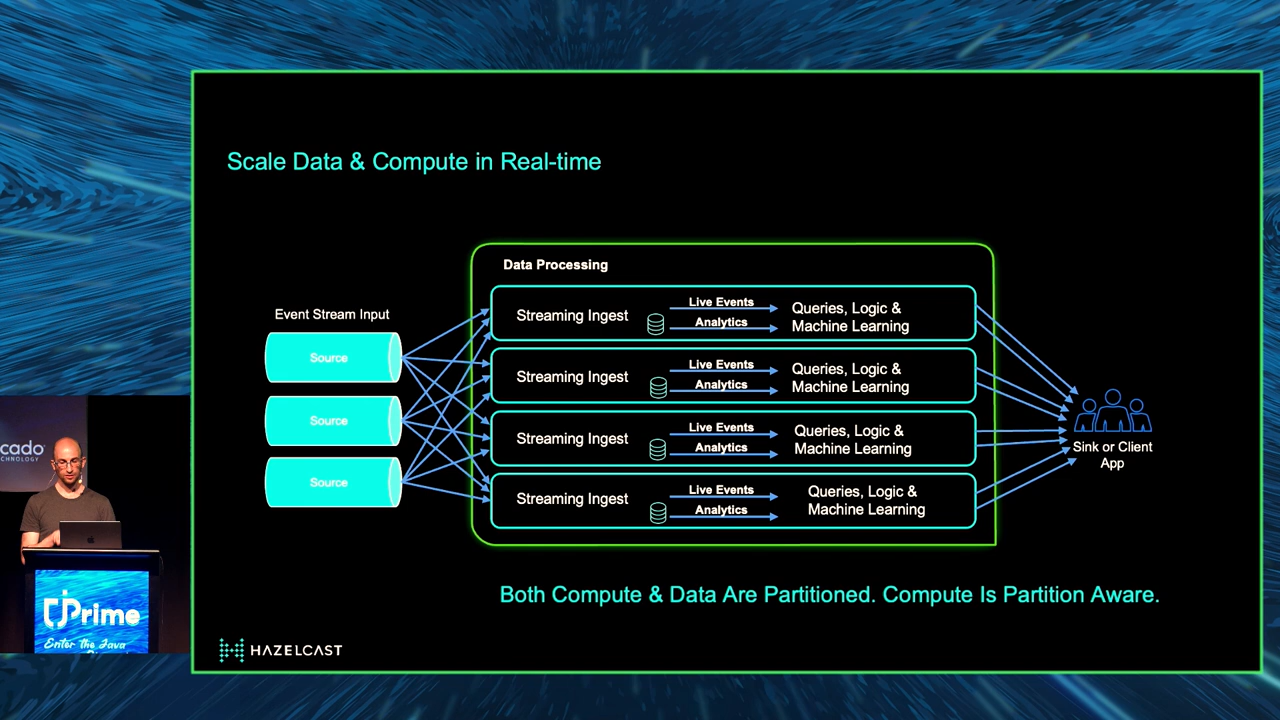 Scale Data & Compute in Real-time
Data Processing
Event Stream Input
Source
Source
Source
Streaming Ingest
Live Events
Analytics
Queries, Logic &
Machine Learning
Streaming Ingest
Live Events
Analytics
Queries, Logic &
Machine Learning
Streaming Ingest
Live Events
Analytics
Queries, Logic &
Machine Learning
Streaming Ingest
Live Events
Analytics
Queries, Logic &
Machine Learning
Sink or Client
App
Both Compute & Data Are Partitioned. Compute Is Partition Aware.
HAZELCAST
cado
CHNOLOGY
jPrime
Enter the Java